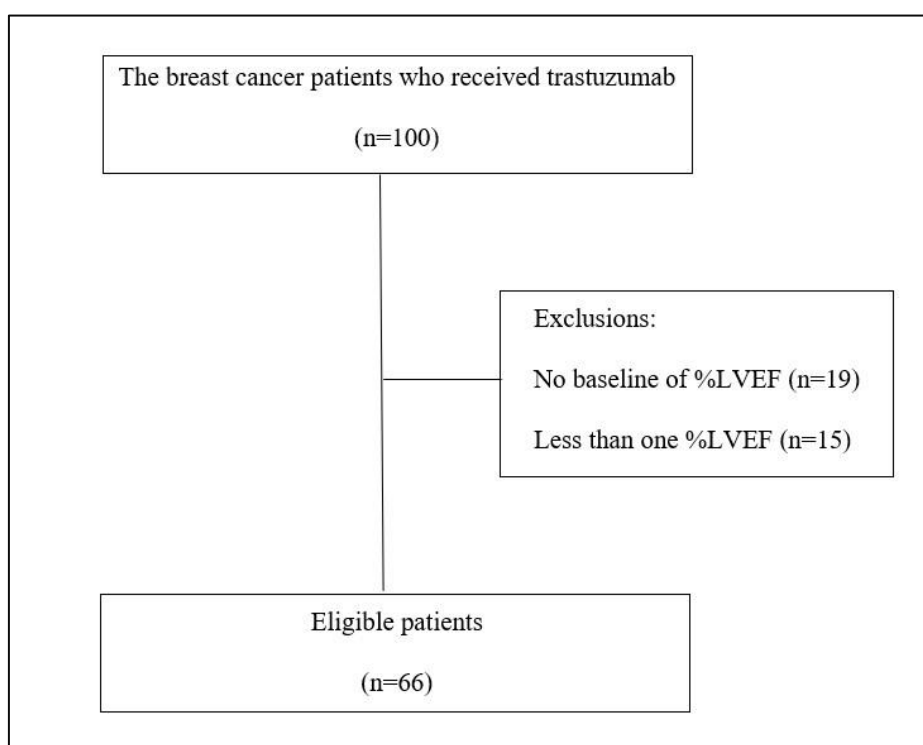 The breast cancer patients who received trastuzumab
(n=100)
Exclusions:
No baseline of %LVEF (n=19)
Less than one %LVEF (n=15)
Eligible patients
(n=66)